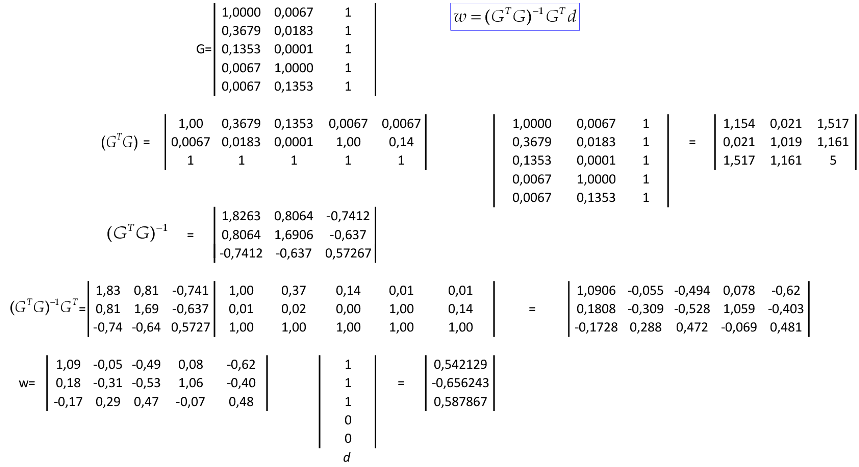 1,0000 0,0067 1
w = (GᵀG)⁻¹Gᵀd
0,3679 0,0183 1
G= 0,1353 0,0001 1
0,0067 1,0000 1
0,0067 0,1353 1
1,00 0,3679 0,1353 0,0067 0,0067 1,0000 0,0067 1 1,154 0,021 1,517
(GᵀG) = 0,0067 0,0183 0,0001 1,00 0,14 0,3679 0,0183 1 = 0,021 1,019 1,161
1 1 1 1 1 0,1353 0,0001 1 1,517 1,161 5
0,0067 1,0000 1
0,0067 0,1353 1
1,8263 0,8064 -0,7412
(GᵀG)⁻¹ = 0,8064 1,6906 -0,637
-0,7412 -0,637 0,57267
1,83 0,81 -0,741 1,00 0,37 0,14 0,01 0,01 1,0906 -0,055 -0,494 0,078 -0,62
(GᵀG)⁻¹Gᵀ= 0,81 1,69 -0,637 0,01 0,02 0,00 1,00 0,14 = 0,1808 -0,309 -0,528 1,059 -0,403
-0,74 -0,64 0,5727 1,00 1,00 1,00 1,00 1,00 -0,1728 0,288 0,472 -0,069 0,481
1,09 -0,05 -0,49 0,08 -0,62 1 0,542129
w= 0,18 -0,31 -0,53 1,06 -0,40 1 = -0,656243
-0,17 0,29 0,47 -0,07 0,48 1 0,587867
0
0
d